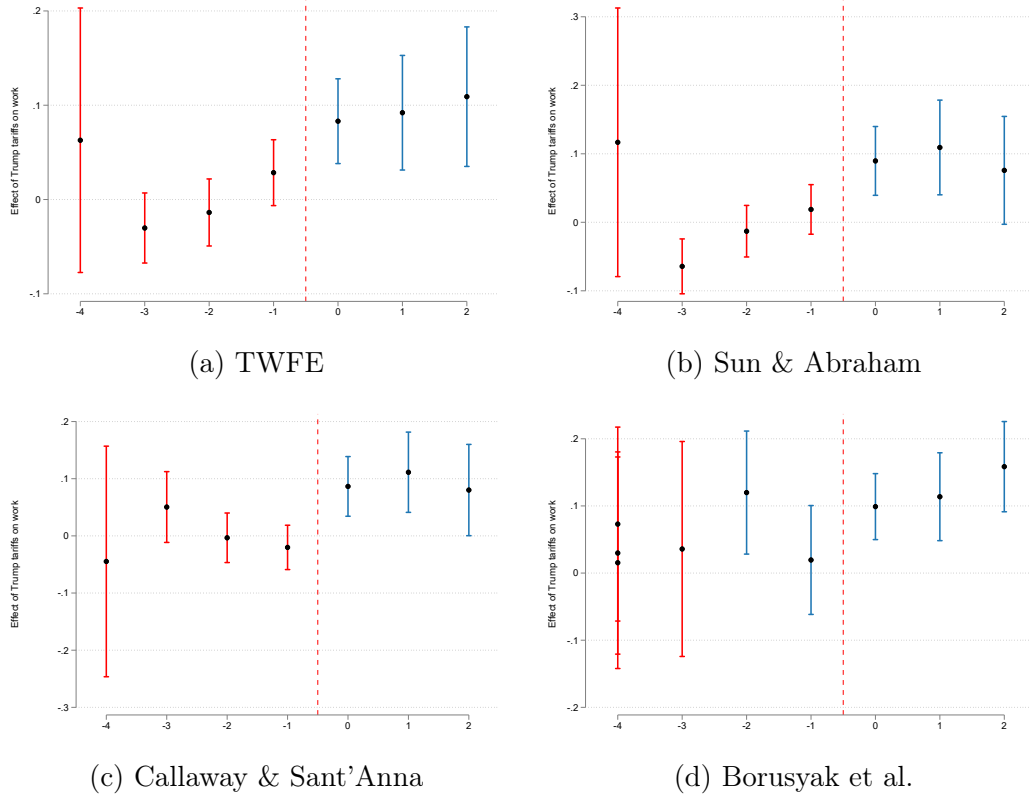 Effect of Trump tariffs on work
.2
.1
0
-.1
-4 -3 -2 -1 0 1 2
(a) TWFE
Effect of Trump tariffs on work
.3
.2
.1
0
-.1
-4 -3 -2 -1 0 1 2
(b) Sun & Abraham
Effect of Trump tariffs on work
.2
.1
0
-.1
-.2
-.3
-4 -3 -2 -1 0 1 2
(c) Callaway & Sant'Anna
Effect of Trump tariffs on work
.2
.1
0
-.1
-.2
-4 -3 -2 -1 0 1 2
(d) Borusyak et al.